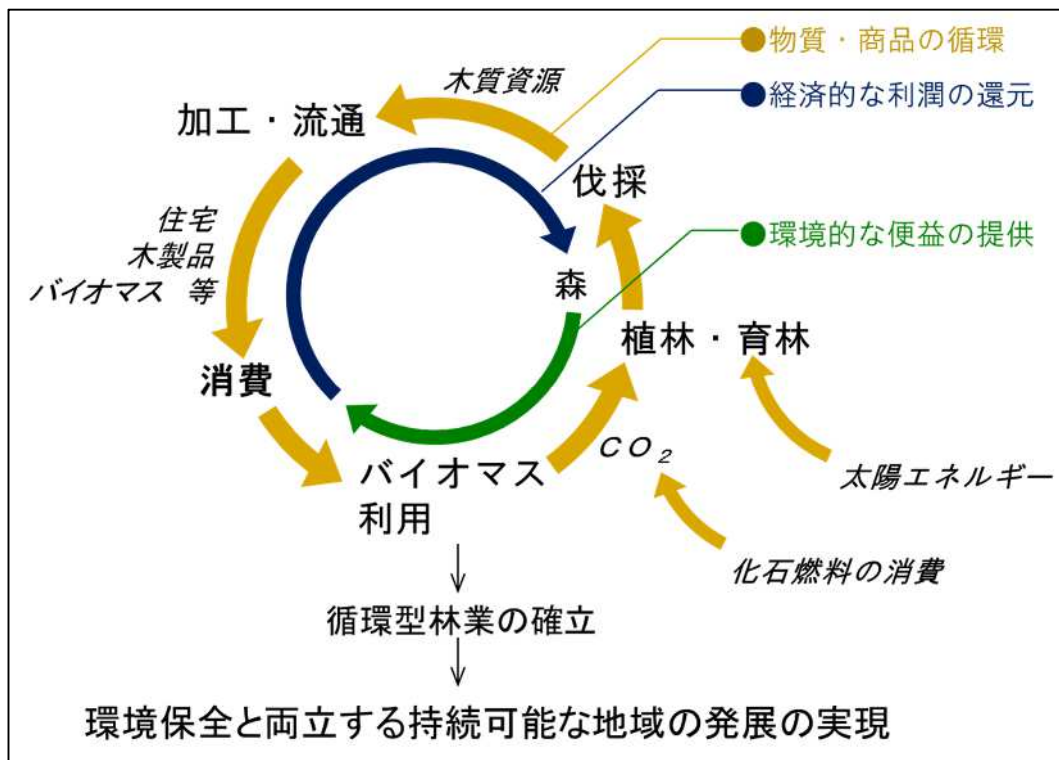 ●物質・商品の循環
木質資源
●経済的な利潤の還元
加工・流通
伐採
住宅
木製品
バイオマス 等
●環境的な便益の提供
森
植林・育林
消費
CO₂
バイオマス
利用
太陽エネルギー
化石燃料の消費
循環型林業の確立
環境保全と両立する持続可能な地域の発展の実現